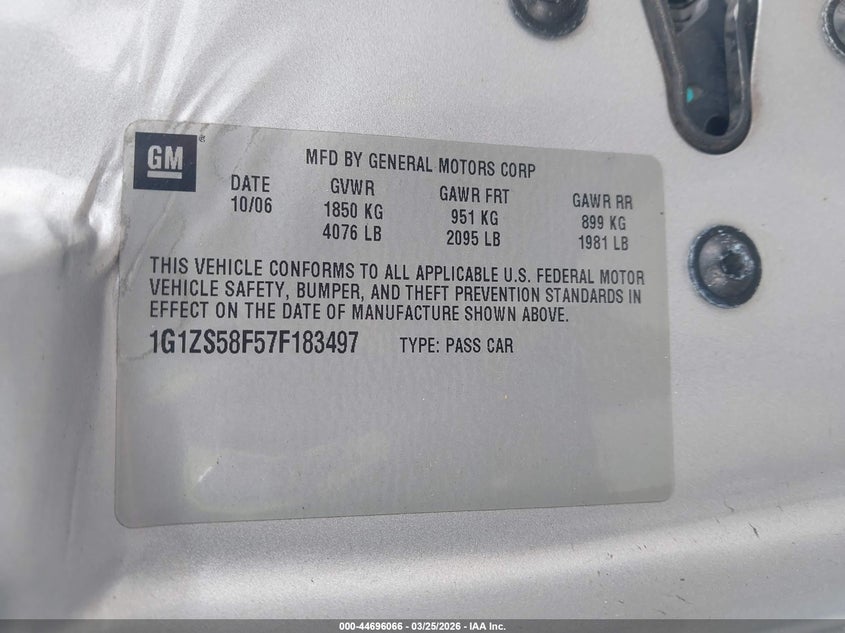 GM®
MFD BY GENERAL MOTORS CORP
DATE GVWR GAWR FRT GAWR RR
10/06 1850 KG 951 KG 899 KG
4076 LB 2095 LB 1981 LB
THIS VEHICLE CONFORMS TO ALL APPLICABLE U.S. FEDERAL MOTOR
VEHICLE SAFETY, BUMPER, AND THEFT PREVENTION STANDARDS IN
EFFECT ON THE DATE OF MANUFACTURE SHOWN ABOVE.
1G1ZS58F57F183497 TYPE: PASS CAR
000-44696066 — 03/25/2026 — IAA Inc.